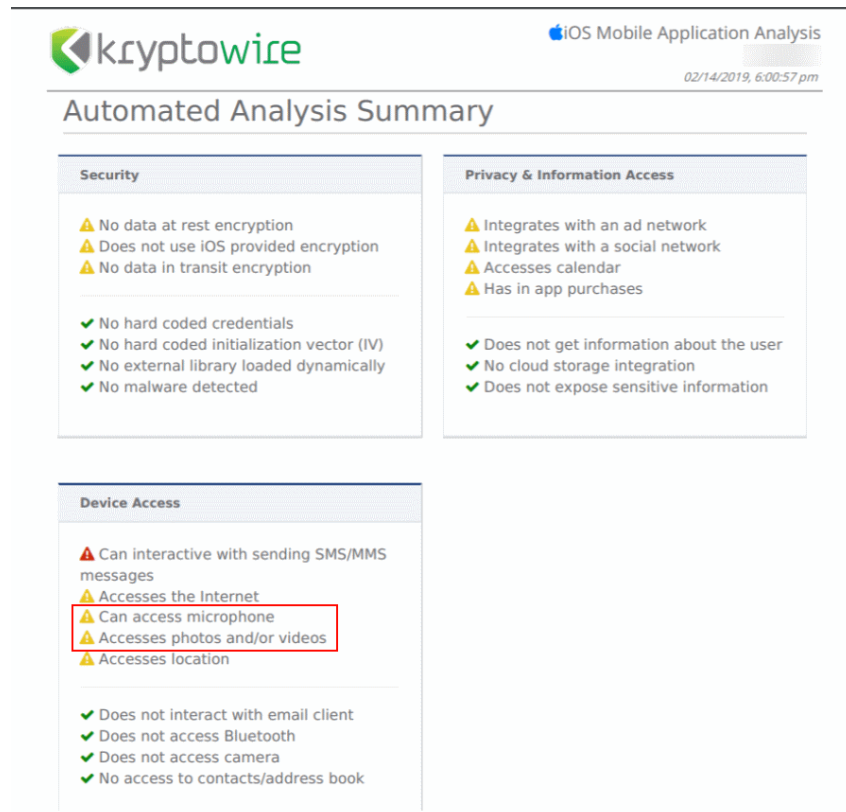 kryptowire
iOS Mobile Application Analysis
02/14/2019, 6:00:57 pm
Automated Analysis Summary
Security
No data at rest encryption
Does not use iOS provided encryption
No data in transit encryption
No hard coded credentials
No hard coded initialization vector (IV)
No external library loaded dynamically
No malware detected
Privacy & Information Access
Integrates with an ad network
Integrates with a social network
Accesses calendar
Has in app purchases
Does not get information about the user
No cloud storage integration
Does not expose sensitive information
Device Access
Can interactive with sending SMS/MMS
messages
Accesses the Internet
Can access microphone
Accesses photos and/or videos
Accesses location
Does not interact with email client
Does not access Bluetooth
Does not access camera
No access to contacts/address book